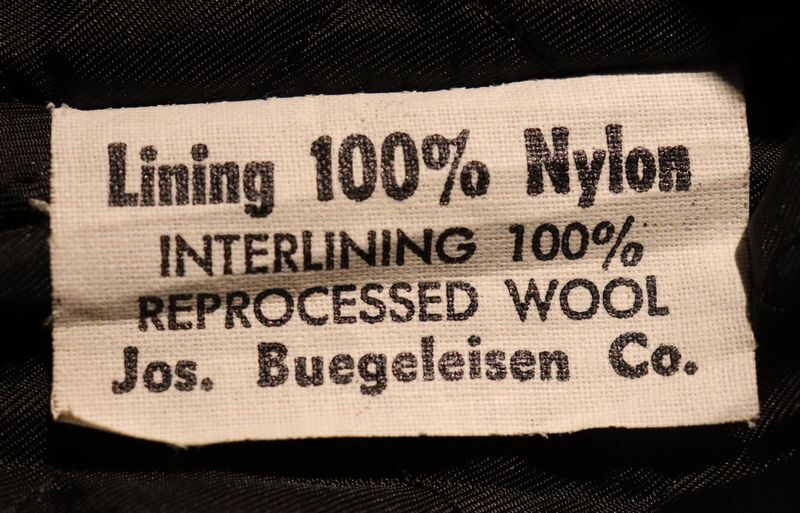 Lining 100% Nylon
INTERLINING 100%
REPROCESSED WOOL
Jos. Buegeleisen Co.